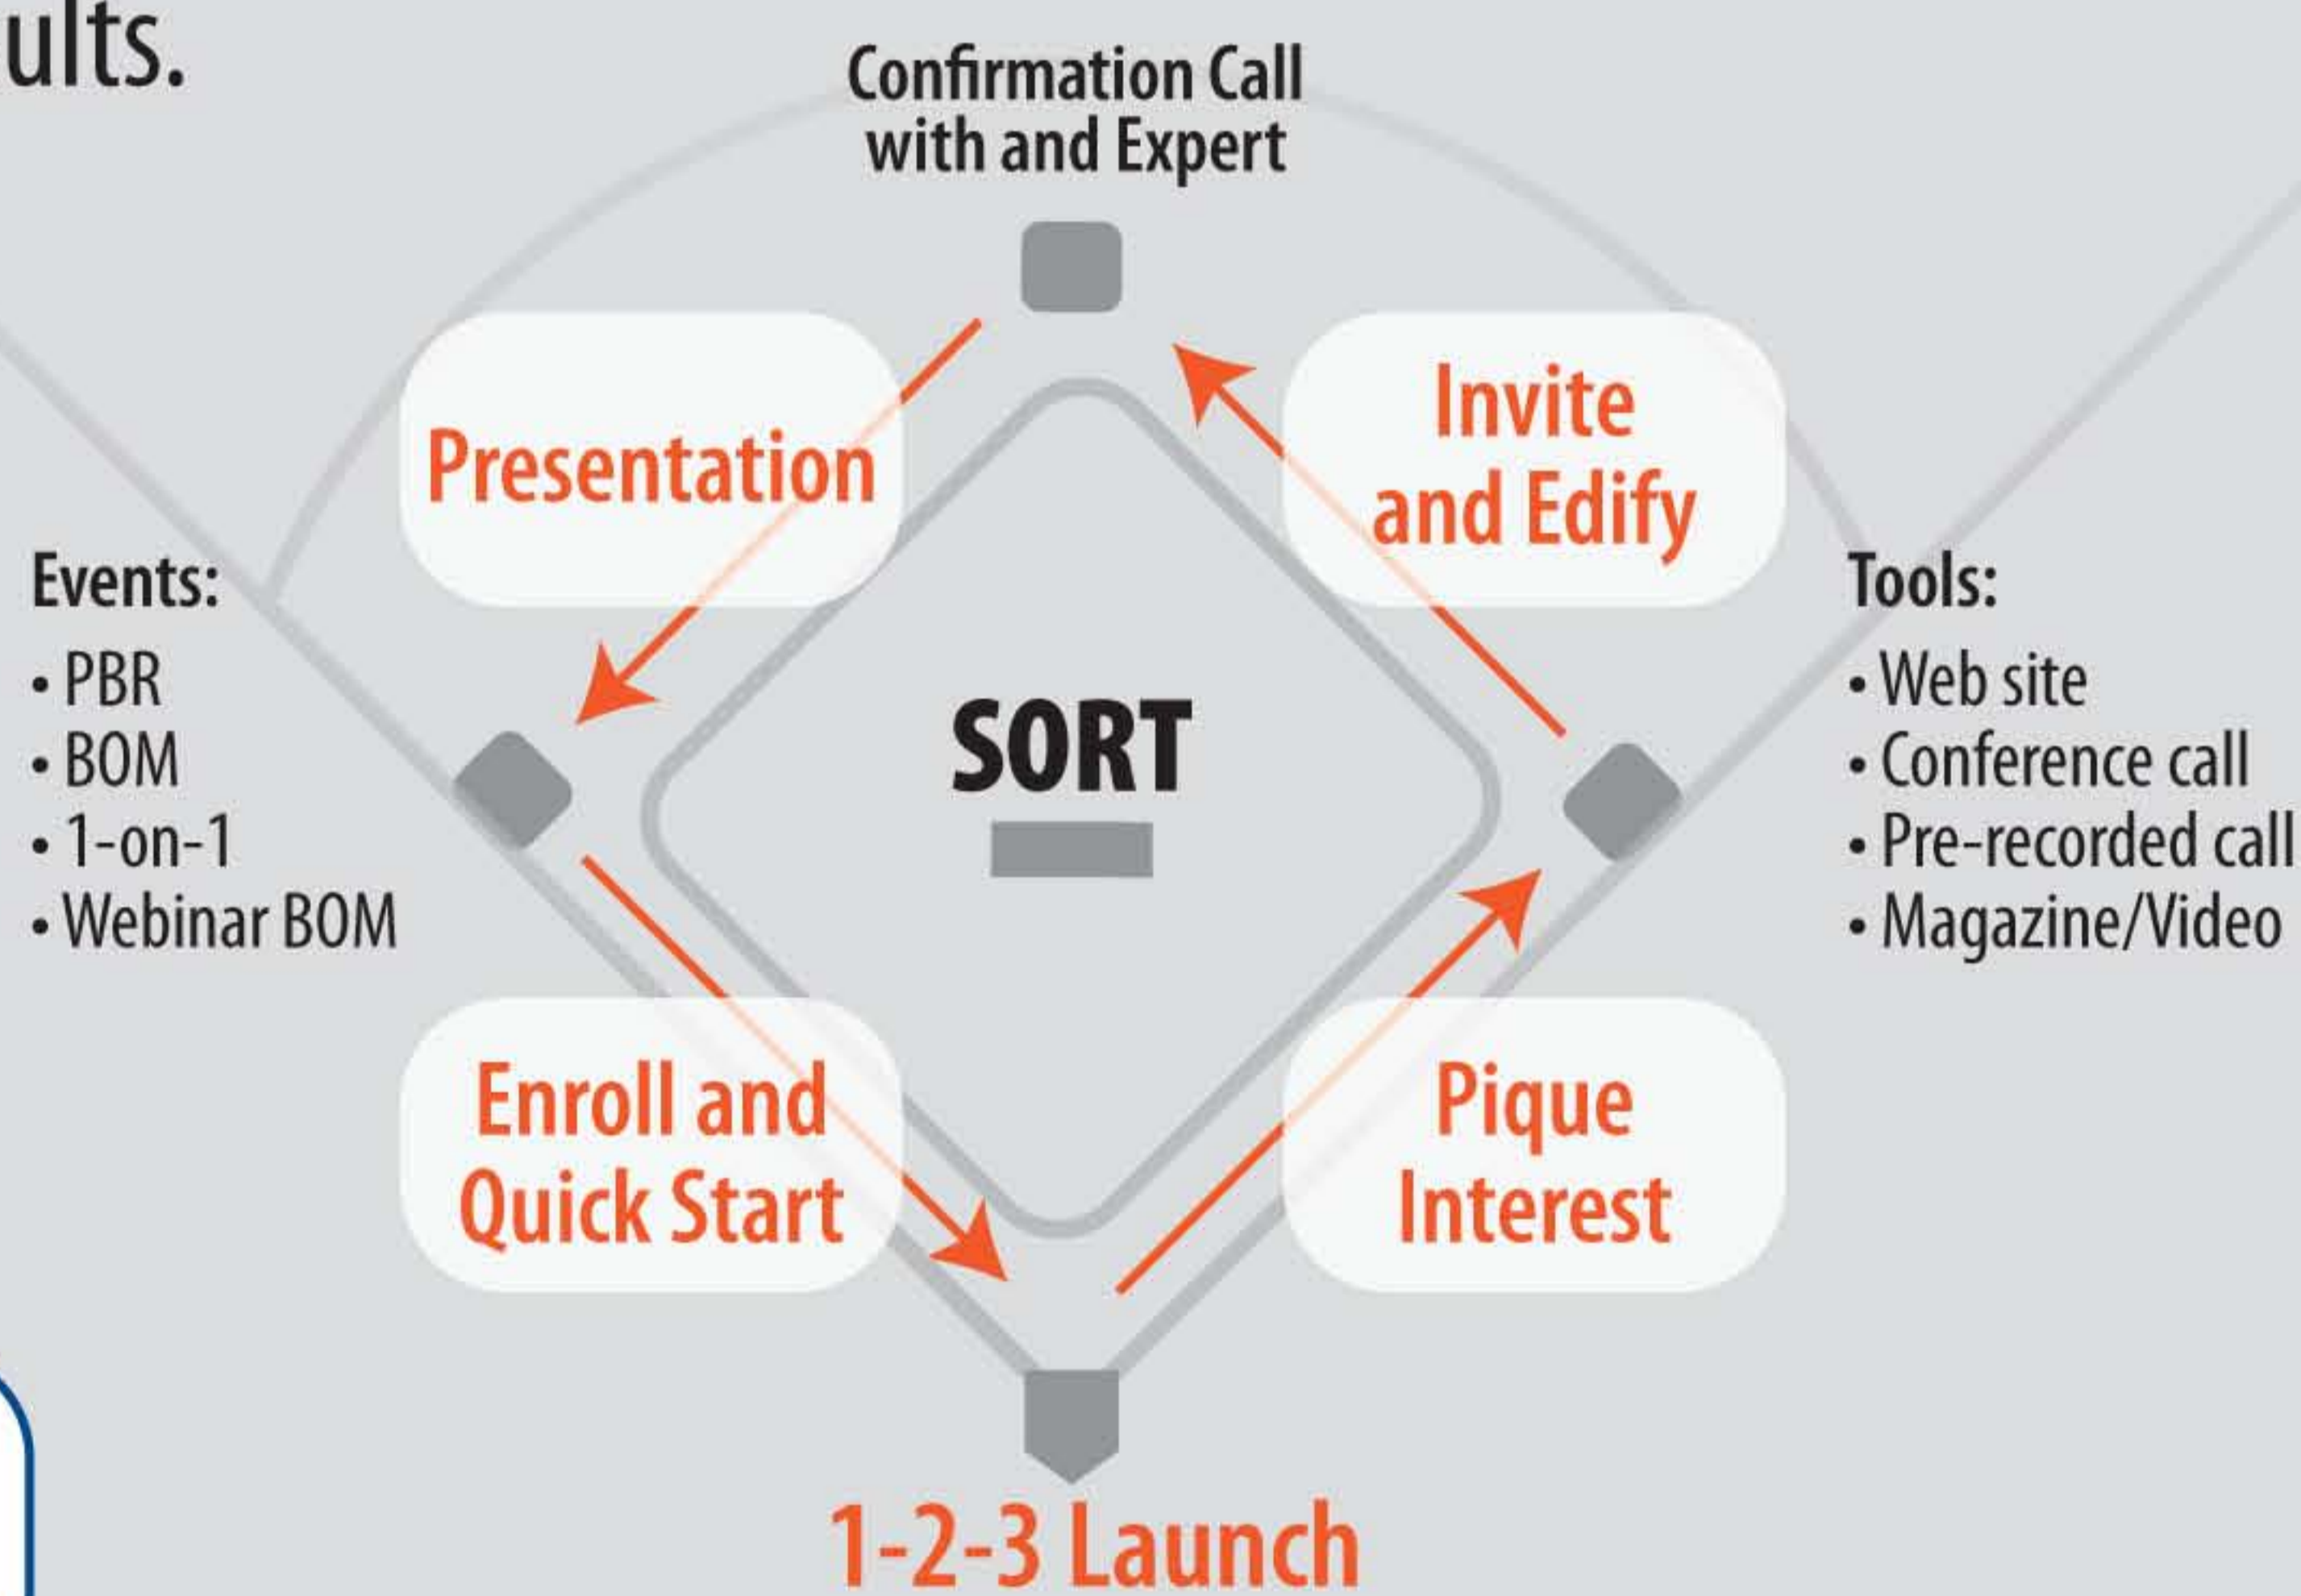 ults.
Confirmation Call
with and Expert
Presentation
Invite
and Edify
Events:
• PBR
• BOM
• 1-on-1
• Webinar BOM
SORT
Tools:
• Web site
• Conference call
• Pre-recorded call
• Magazine/Video
Enroll and
Quick Start
Pique
Interest
1-2-3 Launch